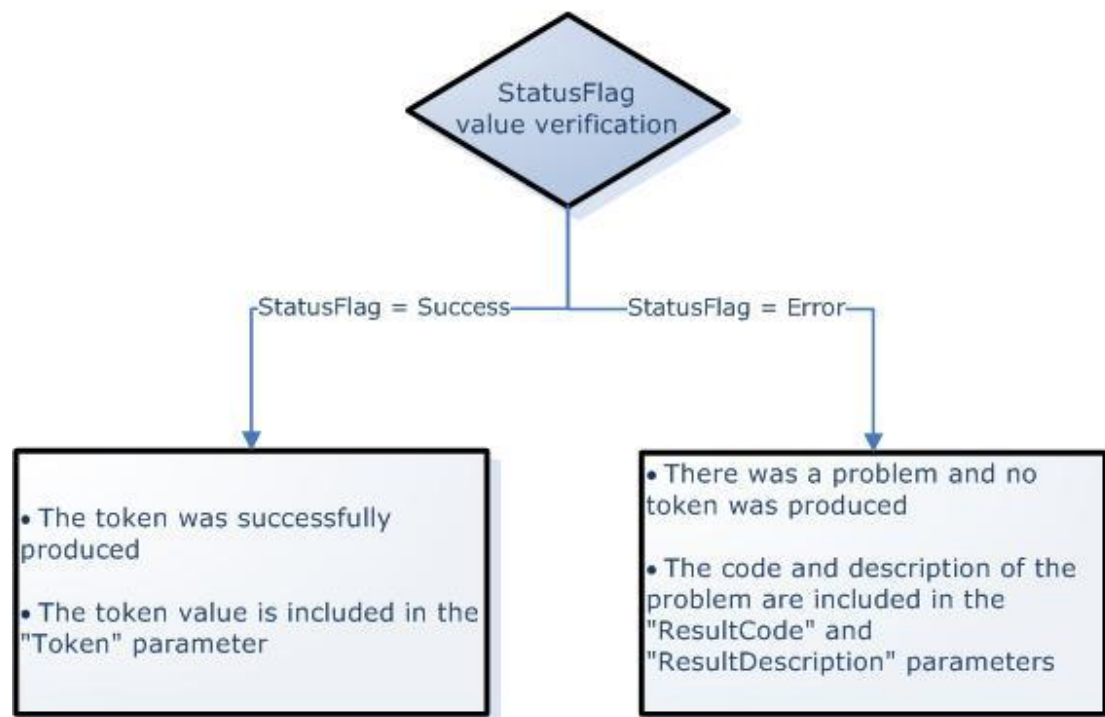 StatusFlag
value verification
StatusFlag = Success
StatusFlag = Error
• The token was successfully
produced
• The token value is included in the
"Token" parameter
• There was a problem and no
token was produced
• The code and description of the
problem are included in the
"ResultCode" and
"ResultDescription" parameters